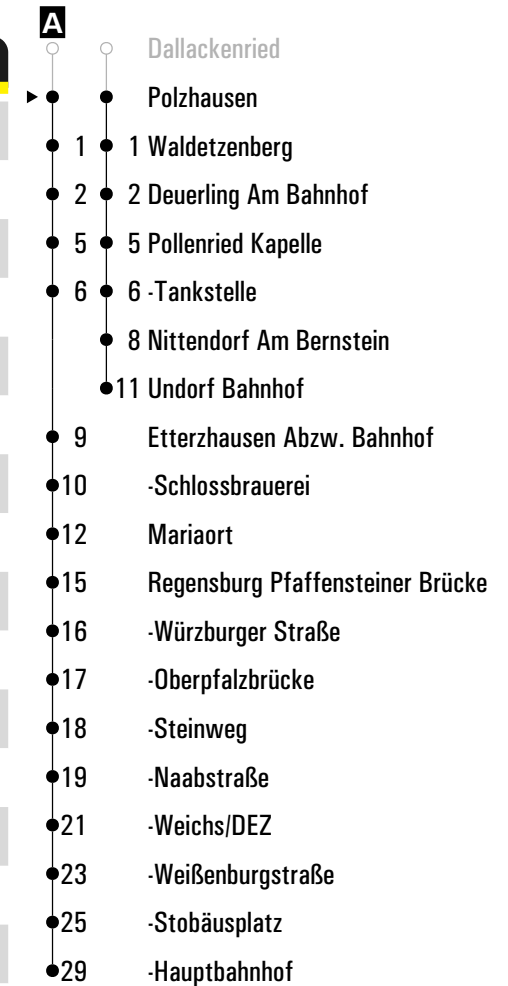 A
Dallackenried
Polzhausen
1 1 Waldetzenberg
2 2 Deuerling Am Bahnhof
5 5 Pollenried Kapelle
6 6 -Tankstelle
8 Nittendorf Am Bernstein
11 Undorf Bahnhof
9 Etterzhausen Abzw. Bahnhof
10 -Schlossbrauerei
12 Mariaort
15 Regensburg Pfaffensteiner Brücke
16 -Würzburger Straße
17 -Oberpfalzbrücke
18 -Steinweg
19 -Naabstraße
21 -Weichs/DEZ
23 -Weißenburgstraße
25 -Stobäusplatz
29 -Hauptbahnhof